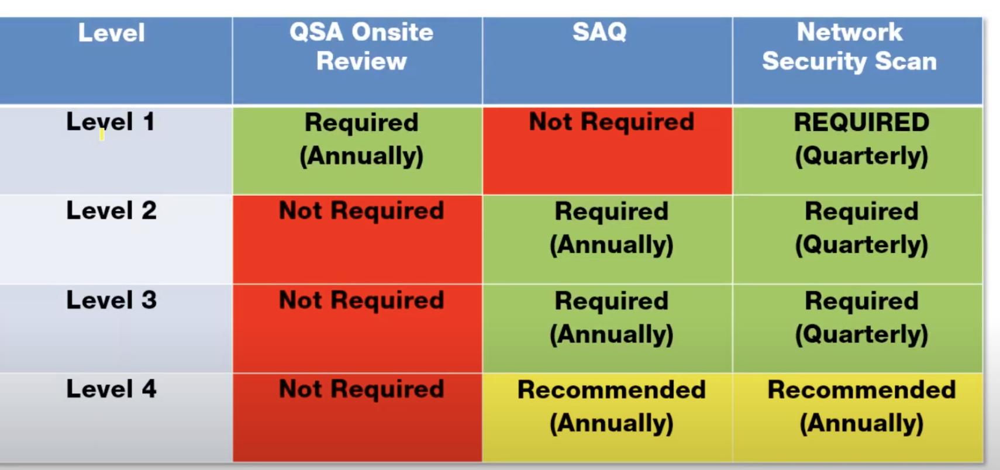 Level
QSA Onsite
Review
SAQ
Network
Security Scan
Level 1
Required
(Annually)
Not Required
REQUIRED
(Quarterly)
Level 2
Not Required
Required
(Annually)
Required
(Quarterly)
Level 3
Not Required
Required
(Annually)
Required
(Quarterly)
Level 4
Not Required
Recommended
(Annually)
Recommended
(Annually)